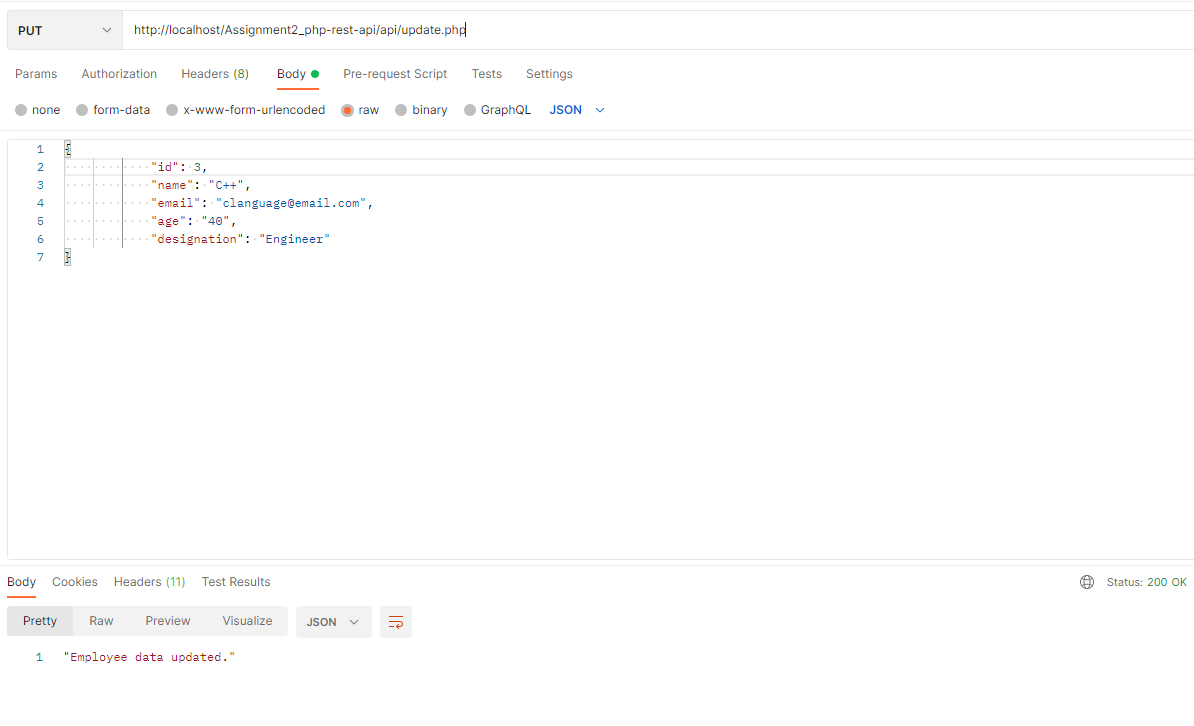 PUT http://localhost/Assignment2_php-rest-api/api/update.php
Params Authorization Headers (8) Body Pre-request Script Tests Settings
none form-data x-www-form-urlencoded raw binary GraphQL JSON
1 {
2 "id": 3,
3 "name": "C++",
4 "email": "clanguage@email.com",
5 "age": "40",
6 "designation": "Engineer"
7 }
Body Cookies Headers (11) Test Results Status: 200 OK
Pretty Raw Preview Visualize JSON
1 "Employee data updated."